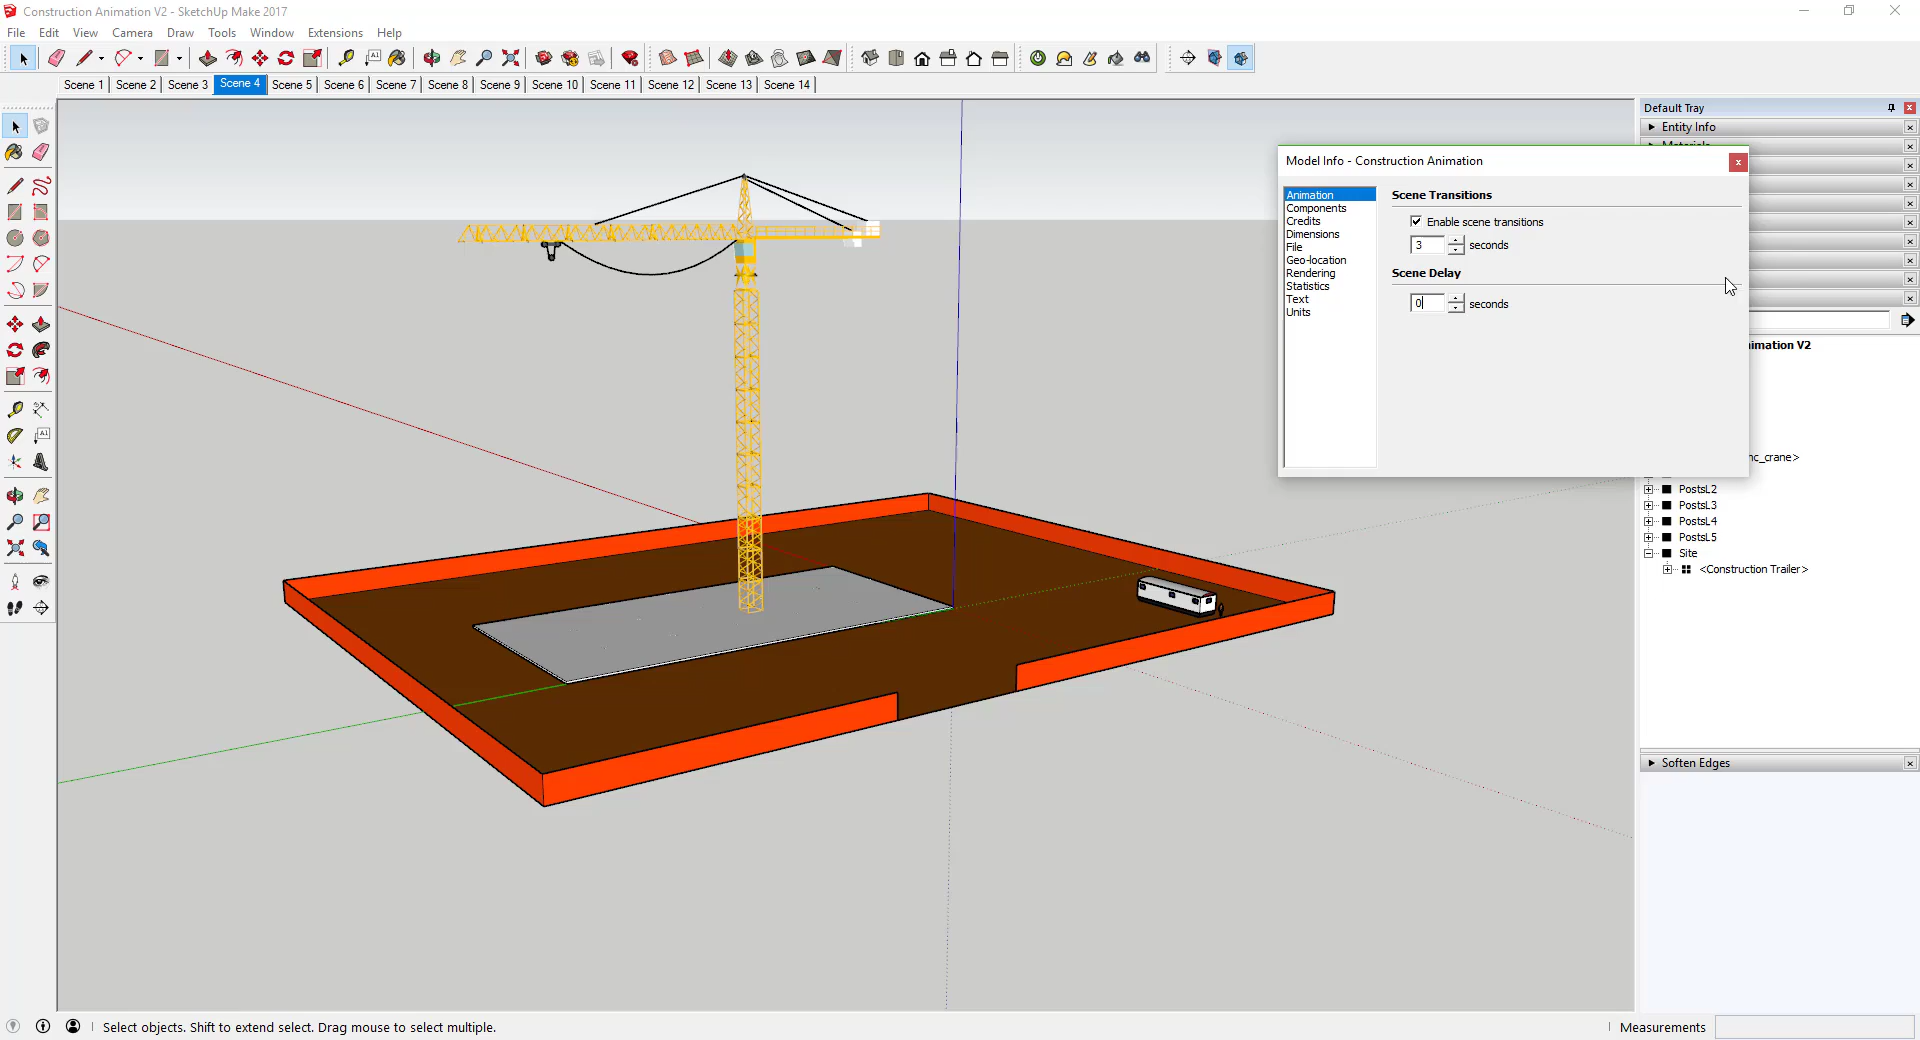 Construction Animation V2 - SketchUp Make 2017
File Edit View Camera Draw Tools Window Extensions Help
Scene 1 Scene 2 Scene 3 Scene 4 Scene 5 Scene 6 Scene 7 Scene 8 Scene 9 Scene 10 Scene 11 Scene 12 Scene 13 Scene 14
Default Tray
Entity Info
Model Info - Construction Animation
Animation
Components
Credits
Dimensions
File
Geo-location
Rendering
Statistics
Text
Units
Scene Transitions
Enable scene transitions
3 seconds
Scene Delay
0 seconds
imation V2
nc_crane>
PostsL2
PostsL3
PostsL4
PostsL5
Site
<Construction Trailer>
Soften Edges
Select objects. Shift to extend select. Drag mouse to select multiple.
Measurements